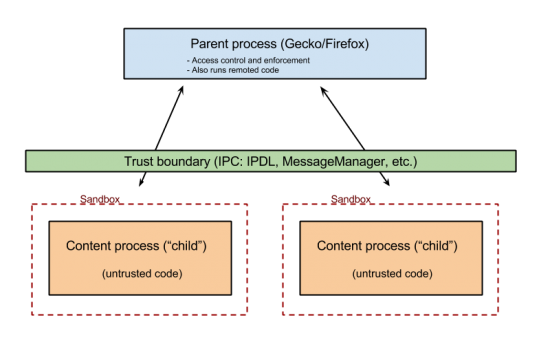 Parent process (Gecko/Firefox)
- Access control and enforcement
- Also runs remoted code
Trust boundary (IPC: IPDL, MessageManager, etc.)
Sandbox
Sandbox
Content process (“child”)
(untrusted code)
Content process (“child”)
(untrusted code)